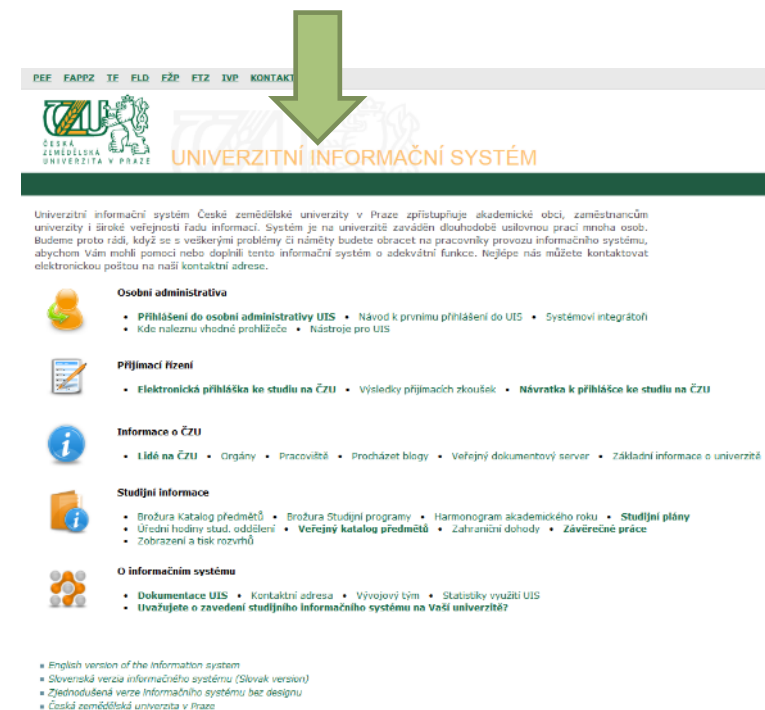 PEF FAPPZ TF FLD FŽP FTZ IVP KONTAKT
ČESKÁ
ZEMĚDĚLSKÁ
UNIVERZITA V PRAZE
UNIVERZITNÍ INFORMAČNÍ SYSTÉM
Univerzitní informační systém České zemědělské univerzity v Praze zpřístupňuje akademické obci, zaměstnancům
univerzity i široké veřejnosti řadu informací. Systém je na univerzitě zaváděn dlouhodobě usilovnou prací mnoha osob.
Budeme proto rádi, když se s veškerými problémy či náměty budete obracet na pracovníky provozu informačního systému,
abychom Vám mohli pomoci nebo doplnili tento informační systém o adekvátní funkce. Nejlépe nás můžete kontaktovat
elektronickou poštou na naší kontaktní adrese.
Osobní administrativa
• Přihlášení do osobní administrativy UIS • Návod k prvnímu přihlášení do UIS • Systémoví integrátoři
• Kde naleznu vhodné prohlížeče • Nástroje pro UIS
Přijímací řízení
• Elektronická přihláška ke studiu na ČZU • Výsledky přijímacích zkoušek • Návratka k přihlášce ke studiu na ČZU
Informace o ČZU
• Lidé na ČZU • Orgány • Pracoviště • Procházet blogy • Veřejný dokumentový server • Základní informace o univerzitě
Studijní informace
• Brožura Katalog předmětů • Brožura Studijní programy • Harmonogram akademického roku • Studijní plány
• Úřední hodiny stud. oddělení • Veřejný katalog předmětů • Zahraniční dohody • Závěrečné práce
• Zobrazení a tisk rozvrhů
O informačním systému
• Dokumentace UIS • Kontaktní adresa • Vývojový tým • Statistiky využití UIS
• Uvažujete o zavedení studijního informačního systému na Vaší univerzitě?
English version of the information system
Slovenská verzia informačného systému (Slovak version)
Zjednodušená verze Informačního systému bez designu
Česká zemědělská univerzita v Praze